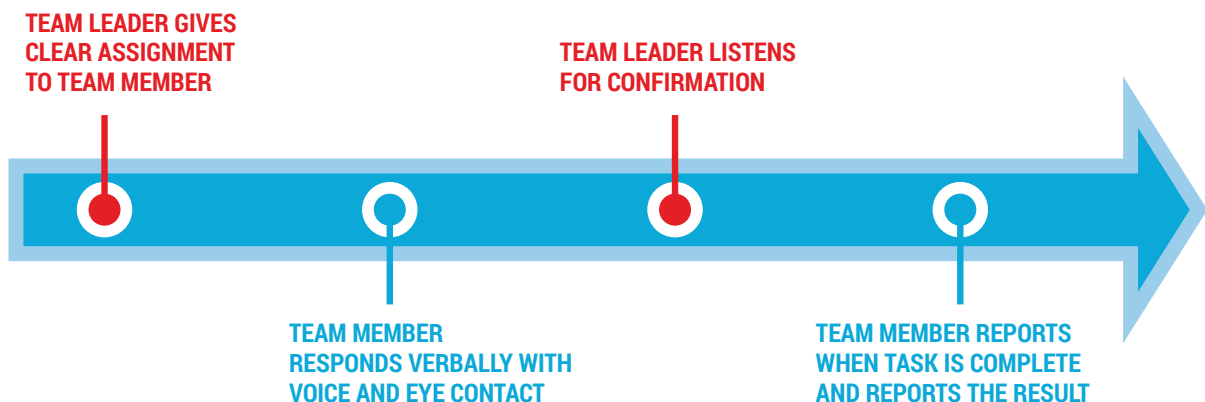 TEAM LEADER GIVES
CLEAR ASSIGNMENT
TO TEAM MEMBER
TEAM MEMBER
RESPONDS VERBALLY WITH
VOICE AND EYE CONTACT
TEAM LEADER LISTENS
FOR CONFIRMATION
TEAM MEMBER REPORTS
WHEN TASK IS COMPLETE
AND REPORTS THE RESULT